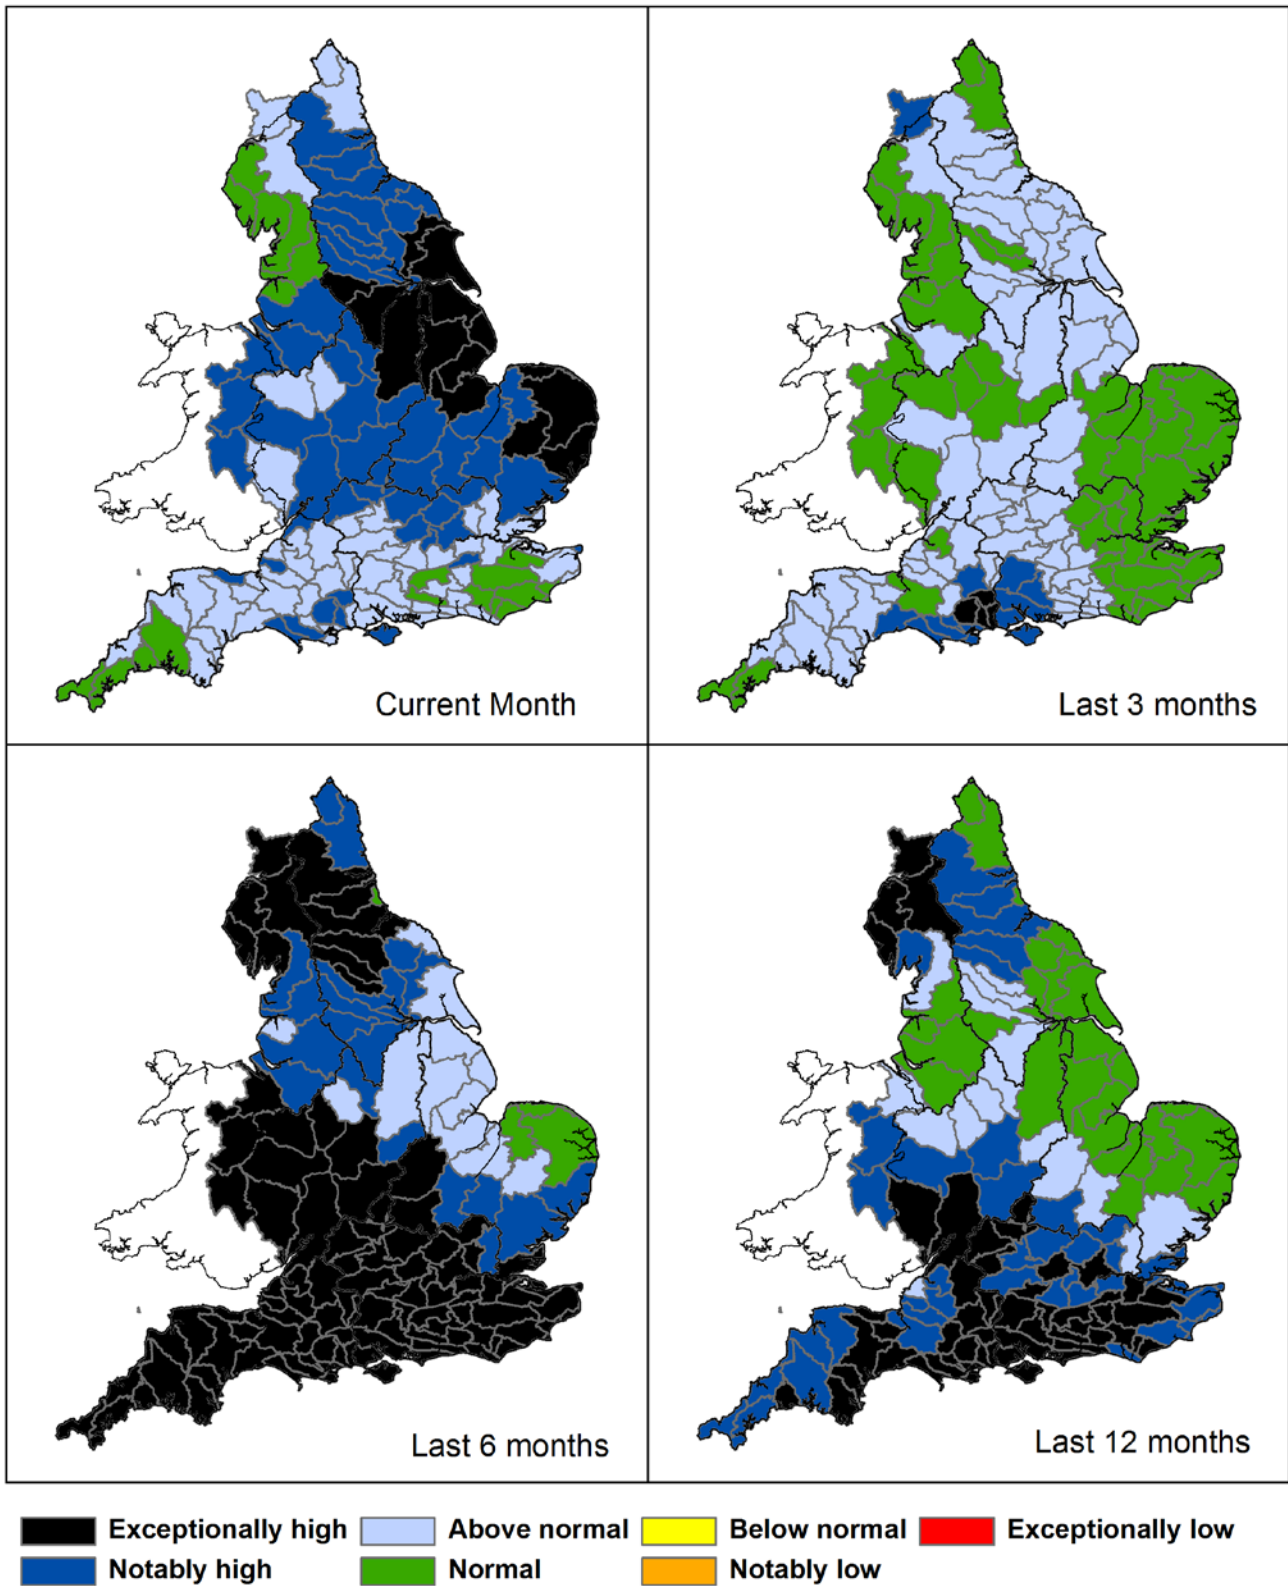 Current Month
Last 3 months
Last 6 months
Last 12 months
Exceptionally high
Above normal
Below normal
Exceptionally low
Notably high
Normal
Notably low